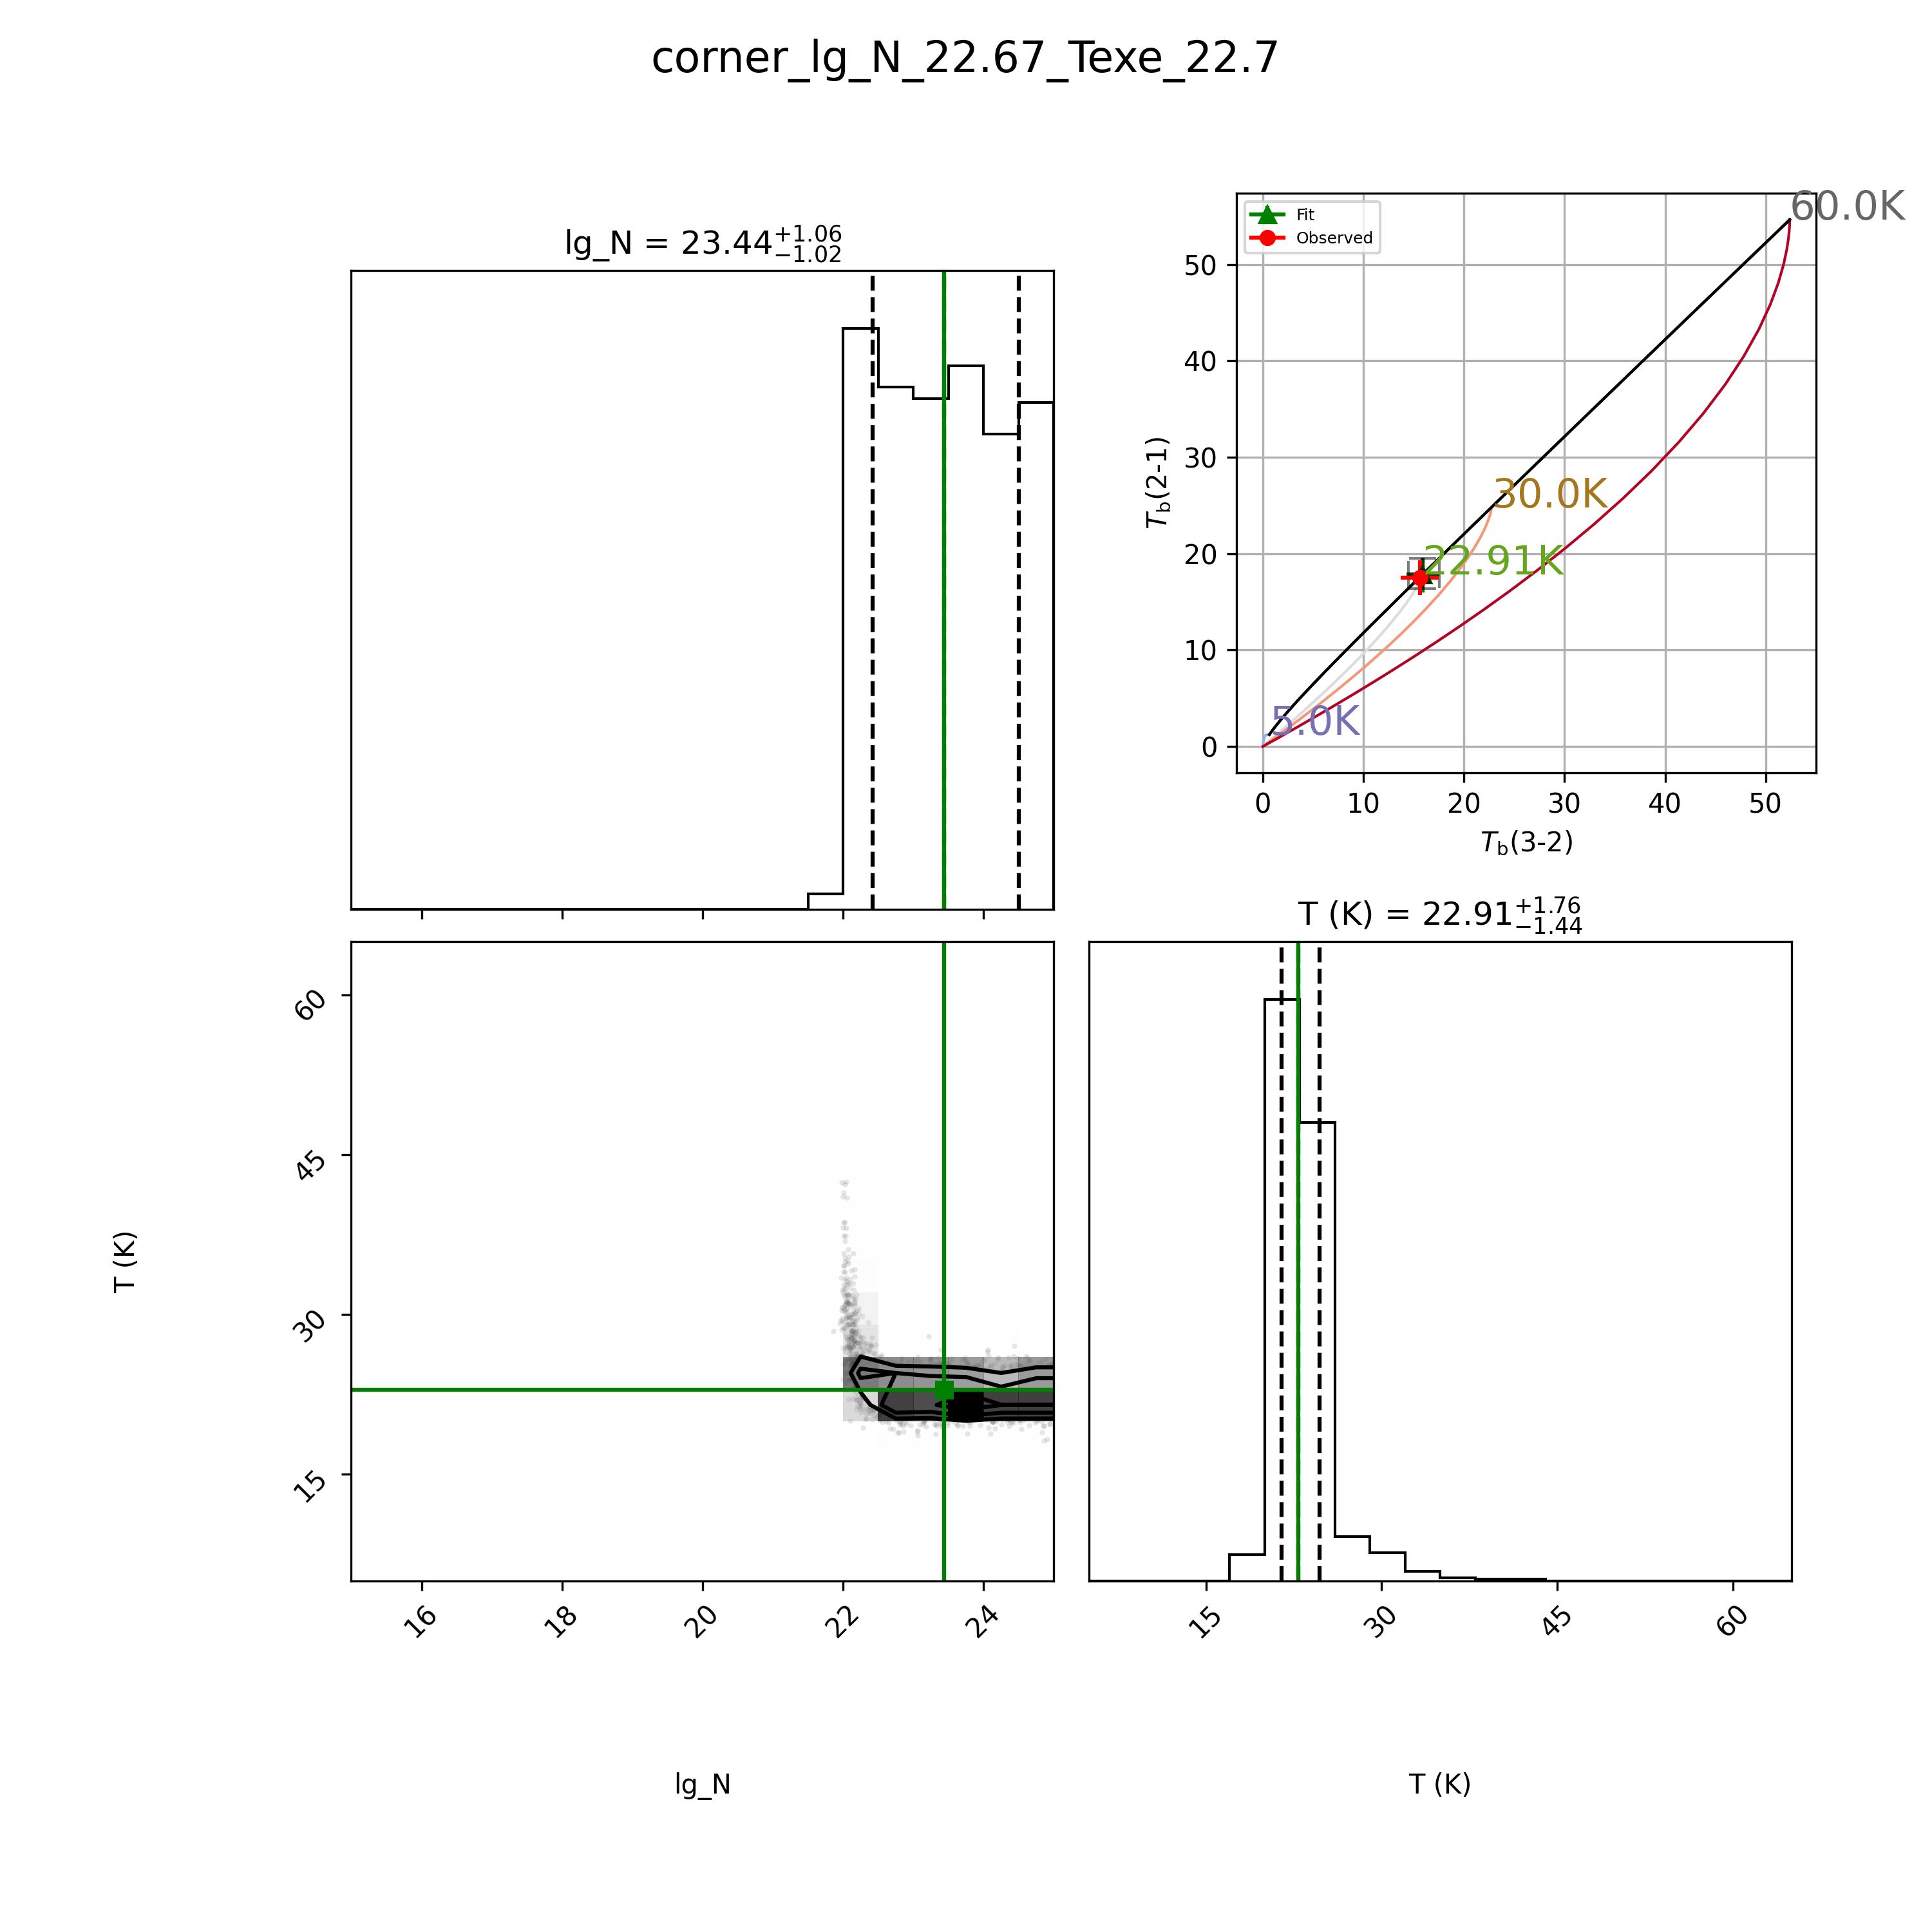 corner_lg_N_22.67_Texe_22.7
lg_N = 23.44+1.06−1.02
Fit
Observed
60.0K
30.0K
22.91K
5.0K
50
40
30
20
10
0
Tb(2-1)
0 10 20 30 40 50
Tb(3-2)
T (K) = 22.91+1.76−1.44
60
45
30
15
T (K)
16 18 20 22 24
15 30 45 60
lg_N
T (K)